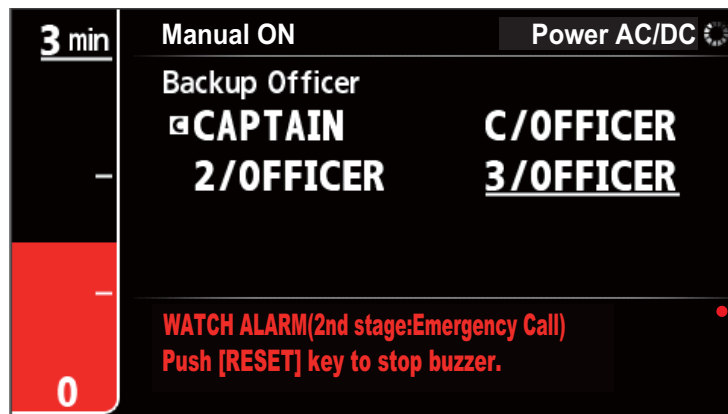 3 min
Manual ON Power AC/DC
Backup Officer
C CAPTAIN C/OFFICER
2/OFFICER 3/OFFICER
WATCH ALARM(2nd stage:Emergency Call)
Push [RESET] key to stop buzzer.
0